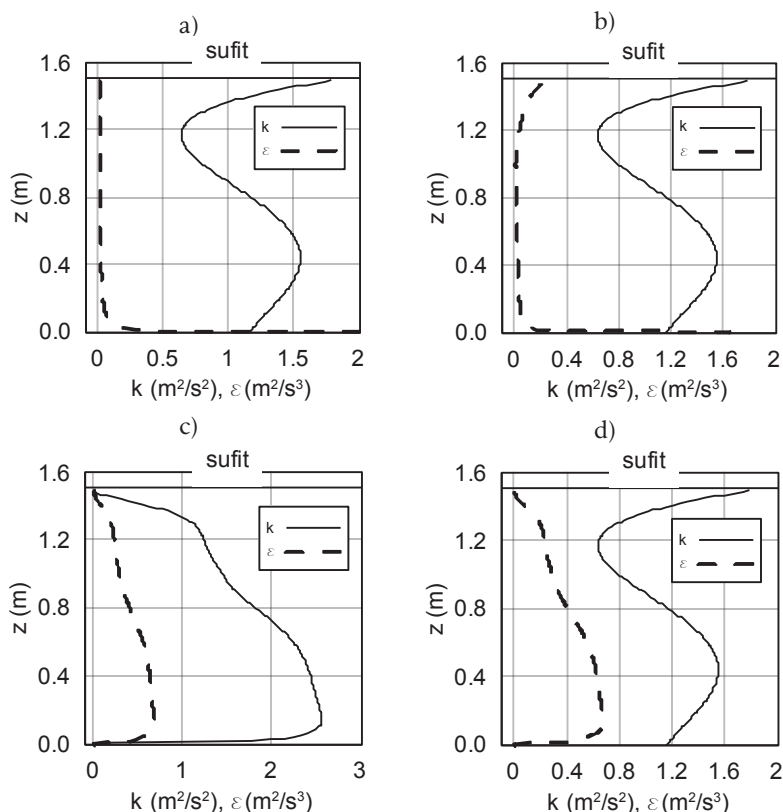 a)
sufit
1.6
1.2
0.8
0.4
0.0
z (m)
k
ε
0 0.5 1 1.5 2
k (m²/s²), ε(m²/s³)
b)
sufit
1.6
1.2
0.8
0.4
0.0
z (m)
k
ε
0 0.4 0.8 1.2 1.6 2
k (m²/s²), ε(m²/s³)
c)
sufit
1.6
1.2
0.8
0.4
0.0
z (m)
k
ε
0 1 2 3
k (m²/s²), ε(m²/s³)
d)
sufit
1.6
1.2
0.8
0.4
0.0
z (m)
k
ε
0 0.4 0.8 1.2 1.6 2
k (m²/s²), ε(m²/s³)